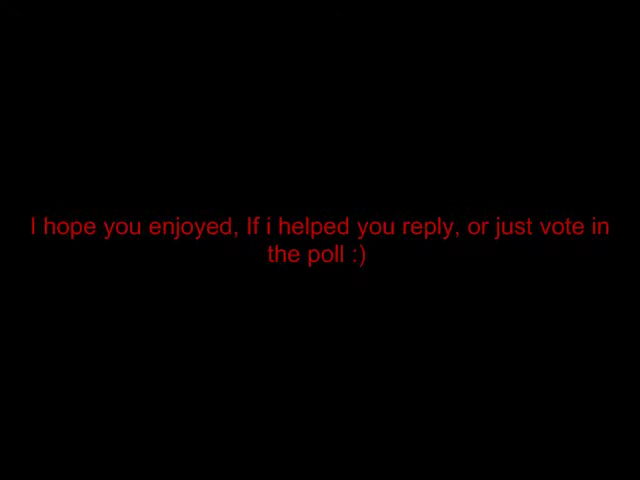 I hope you enjoyed, If i helped you reply, or just vote in
the poll :)